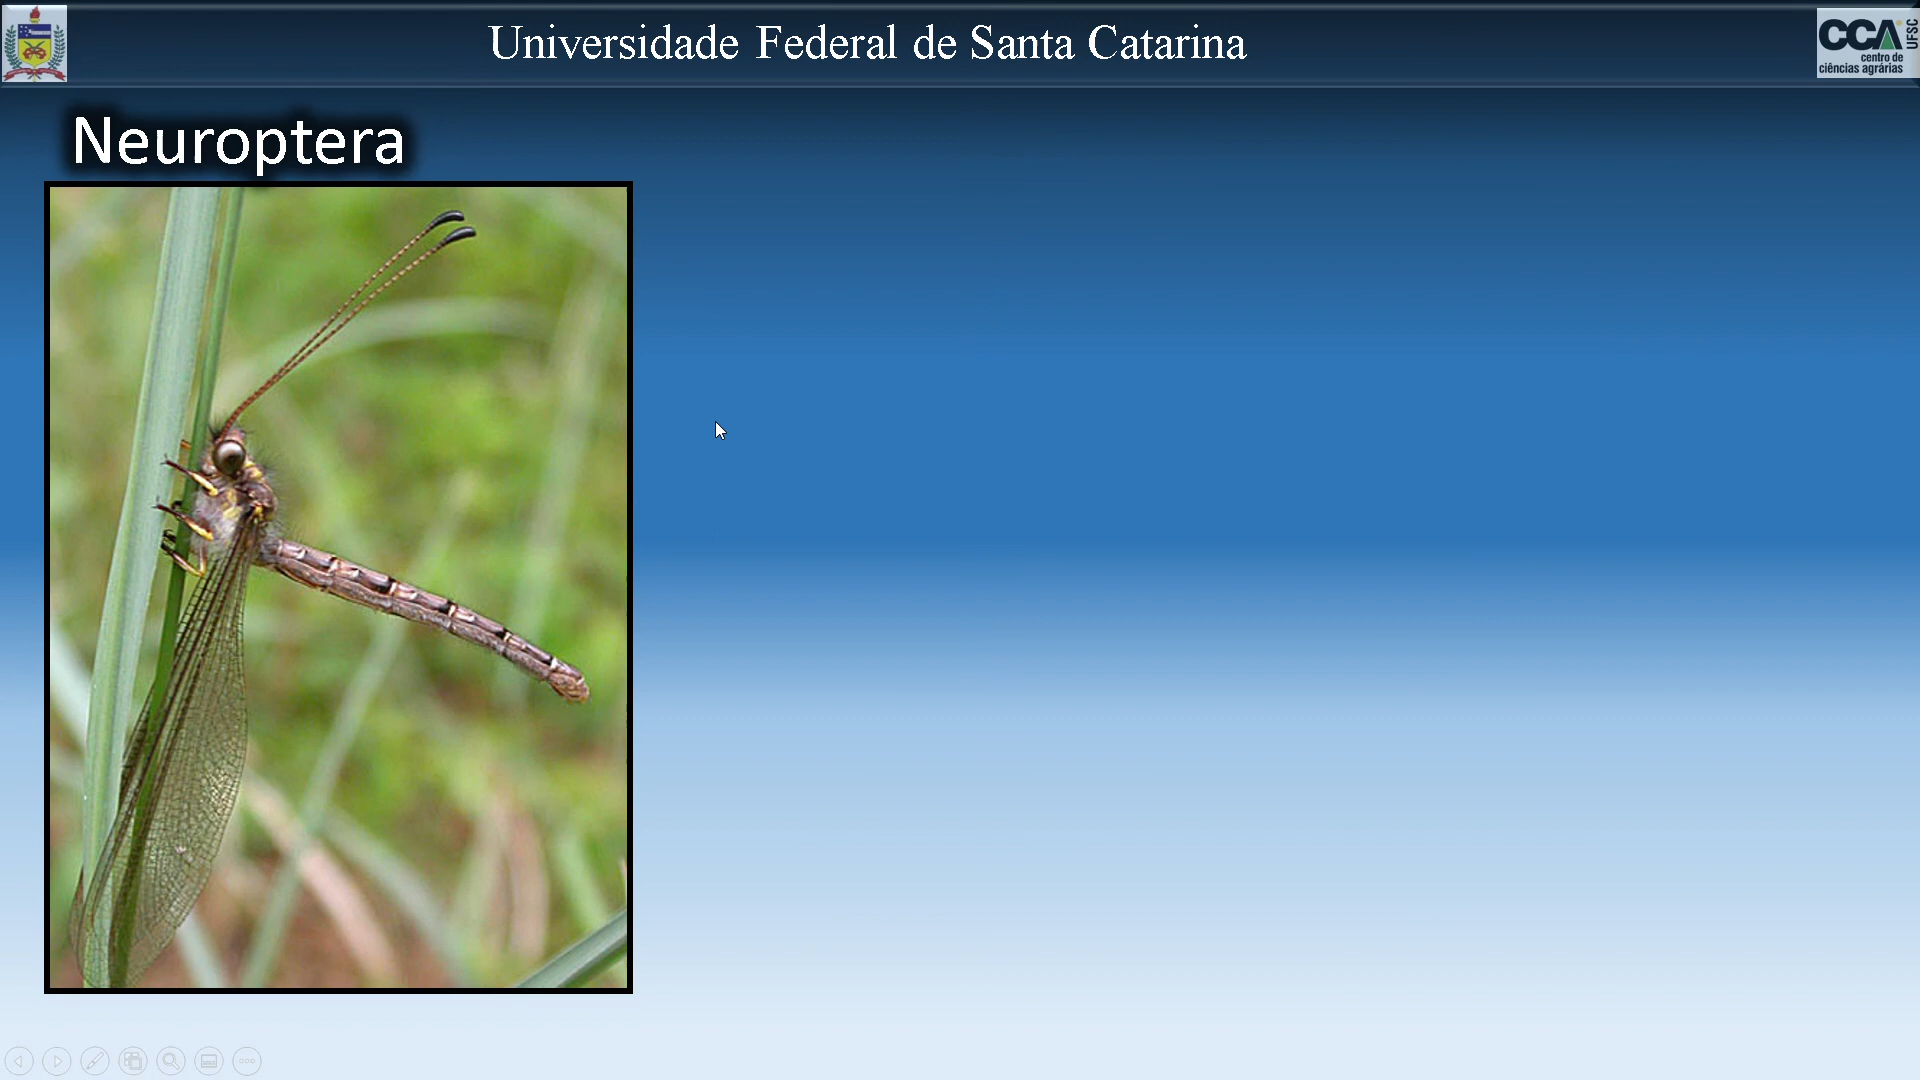 Universidade Federal de Santa Catarina
CCA
UFSC
centro de
ciências agrárias
Neuroptera